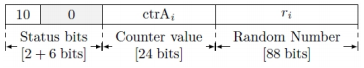 10 0 ctrA_i r_i
Status bits Counter value Random Number
[2 + 6 bits] [24 bits] [88 bits]